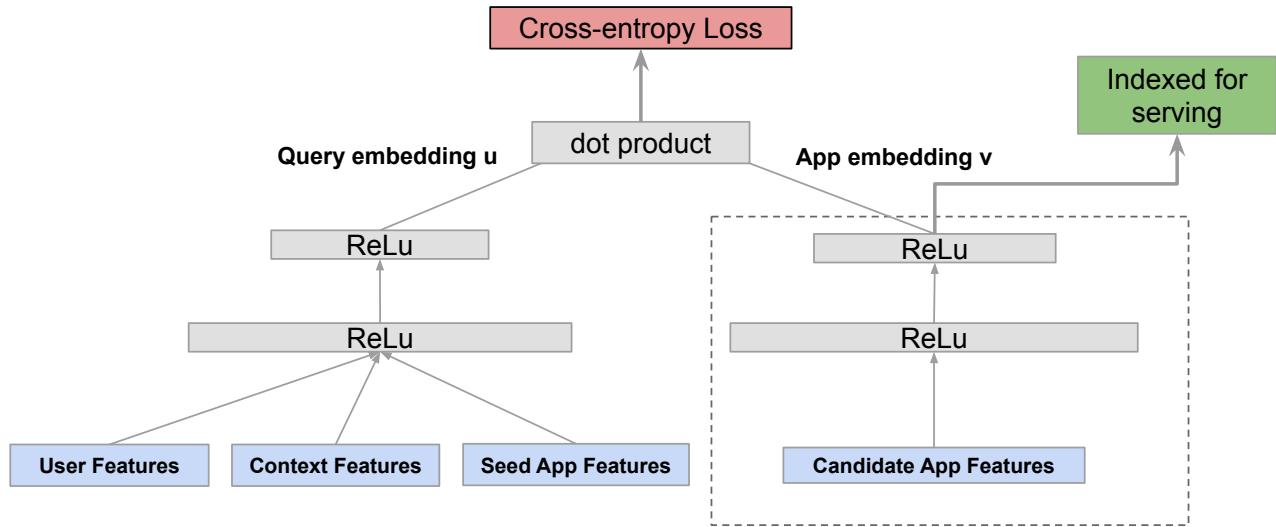 Cross-entropy Loss
Indexed for
serving
dot product
Query embedding u
App embedding v
ReLu
ReLu
ReLu
ReLu
User Features
Context Features
Seed App Features
Candidate App Features